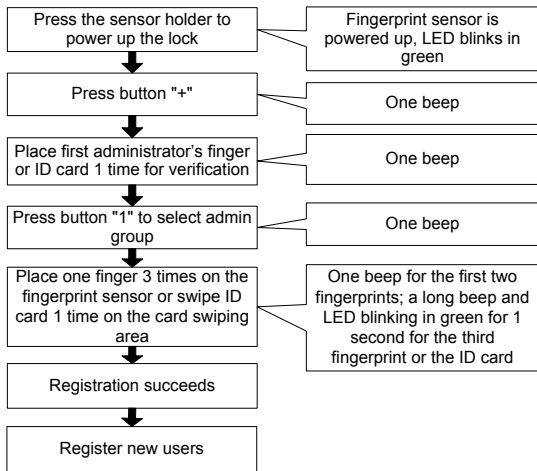 Press the sensor holder to
power up the lock
Fingerprint sensor is
powered up, LED blinks in
green
Press button "+"
One beep
Place first administrator's finger
or ID card 1 time for verification
One beep
Press button "1" to select admin
group
One beep
Place one finger 3 times on the
fingerprint sensor or swipe ID
card 1 time on the card swiping
area
One beep for the first two
fingerprints; a long beep and
LED blinking in green for 1
second for the third
fingerprint or the ID card
Registration succeeds
Register new users